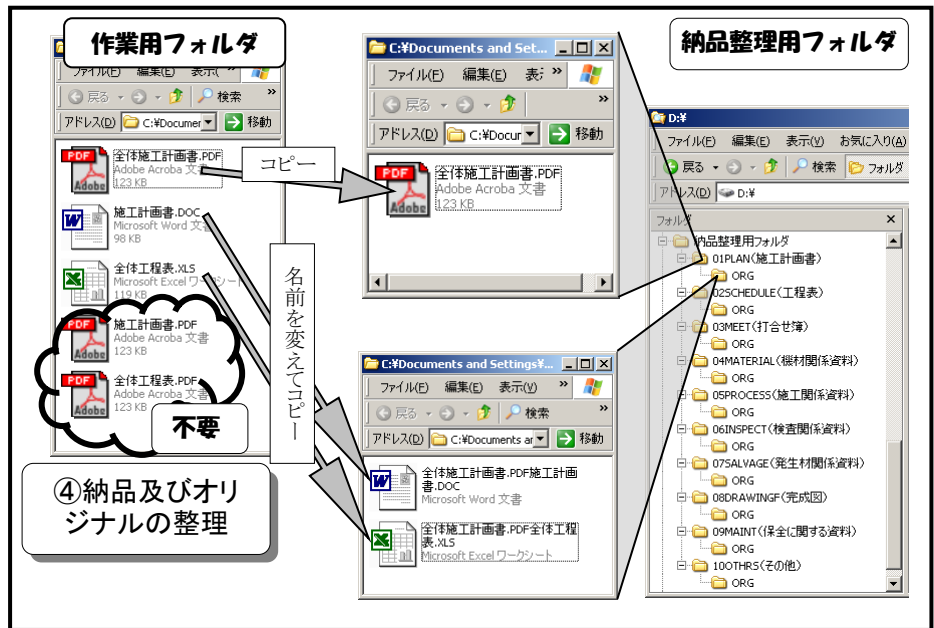 作業用フォルダ
ファイル(F) 編集(E) 表示( »
戻る 検索 »
アドレス(D) C:¥Documer 移動
全体施工計画書.PDF
Adobe Acroba 文書
123 KB
施工計画書.DOC
Microsoft Word 文書
98 KB
全体工程表.XLS
Microsoft Excel ワークシート
119 KB
施工計画書.PDF
Adobe Acroba 文書
123 KB
全体工程表.PDF
Adobe Acroba 文書
123 KB
不要
④納品及びオリ
ジナルの整理
コピー
名前を変えてコピー
C:¥Documents and Set...
ファイル(F) 編集(E) 表示 »
戻る »
アドレス(D) C:¥Docur 移動
全体施工計画書.PDF
Adobe Acroba 文書
123 KB
C:¥Documents and Settings¥...
ファイル(F) 編集(E) 表示(V) »
戻る 検索 »
アドレス(D) C:¥Documents ar 移動
全体施工計画書.PDF施工計画
書.DOC
Microsoft Word 文書
全体施工計画書.PDF全体工程
表.XLS
Microsoft Excel ワークシート
納品整理用フォルダ
D:¥
ファイル(F) 編集(E) 表示(V) お気に入り(A)
戻る 検索 フォルダ
アドレス(D) D:¥
フォルダ
納品整理用フォルダ
01PLAN(施工計画書)
ORG
02SCHEDULE(工程表)
ORG
03MEET(打合せ簿)
ORG
04MATERIAL(機材関係資料)
ORG
05PROCESS(施工関係資料)
ORG
06INSPECT(検査関係資料)
ORG
07SALVAGE(発生材関係資料)
ORG
08DRAWINGF(完成図)
ORG
09MAINT(保全に関する資料)
ORG
10OTHRS(その他)
ORG